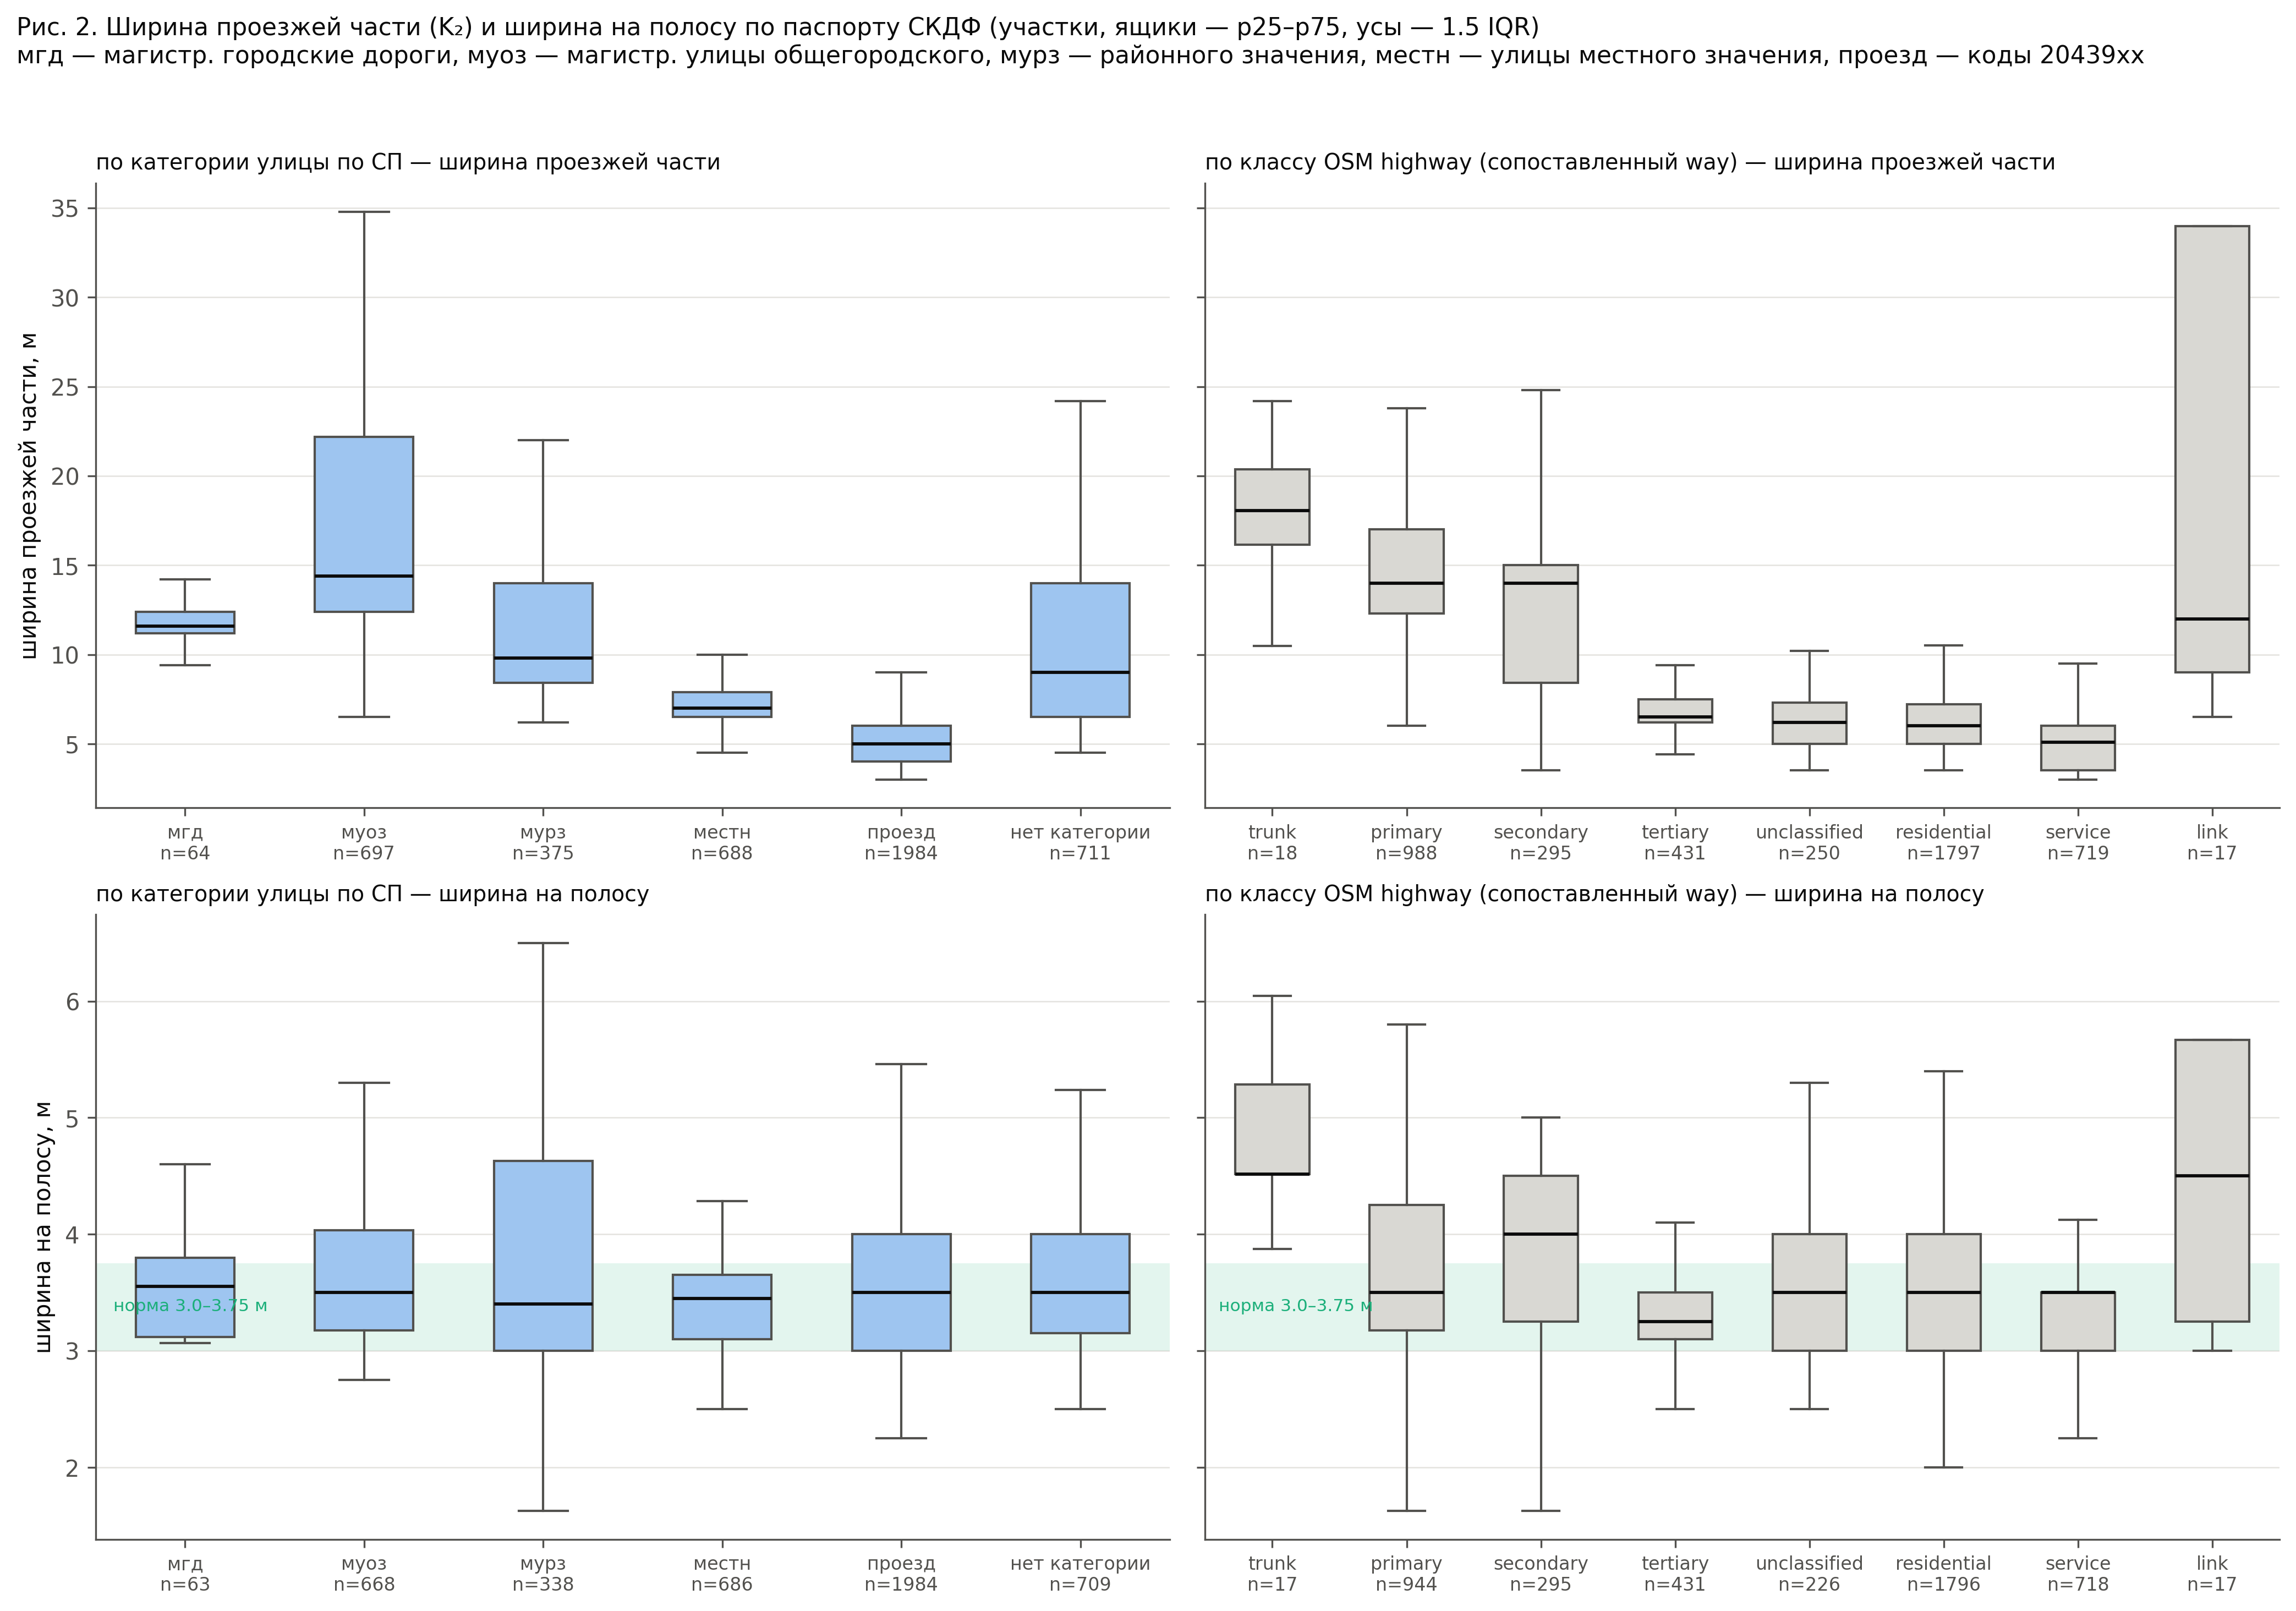 Рис. 2. Ширина проезжей части (K₂) и ширина на полосу по паспорту СКДФ (участки, ящики — p25–p75, усы — 1.5 IQR)
мгд — магистр. городские дороги, муоз — магистр. улицы общегородского, мурз — районного значения, местн — улицы местного значения, проезд — коды 20439xx
по категории улицы по СП — ширина проезжей части
ширина проезжей части, м
35
30
25
20
15
10
5
мгд муоз мурз местн проезд нет категории
n=64 n=697 n=375 n=688 n=1984 n=711
по классу OSM highway (сопоставленный way) — ширина проезжей части
trunk primary secondary tertiary unclassified residential service link
n=18 n=988 n=295 n=431 n=250 n=1797 n=719 n=17
по категории улицы по СП — ширина на полосу
ширина на полосу, м
6
5
4
3
2
норма 3.0–3.75 м
мгд муоз мурз местн проезд нет категории
n=63 n=668 n=338 n=686 n=1984 n=709
по классу OSM highway (сопоставленный way) — ширина на полосу
норма 3.0–3.75 м
trunk primary secondary tertiary unclassified residential service link
n=17 n=944 n=295 n=431 n=226 n=1796 n=718 n=17